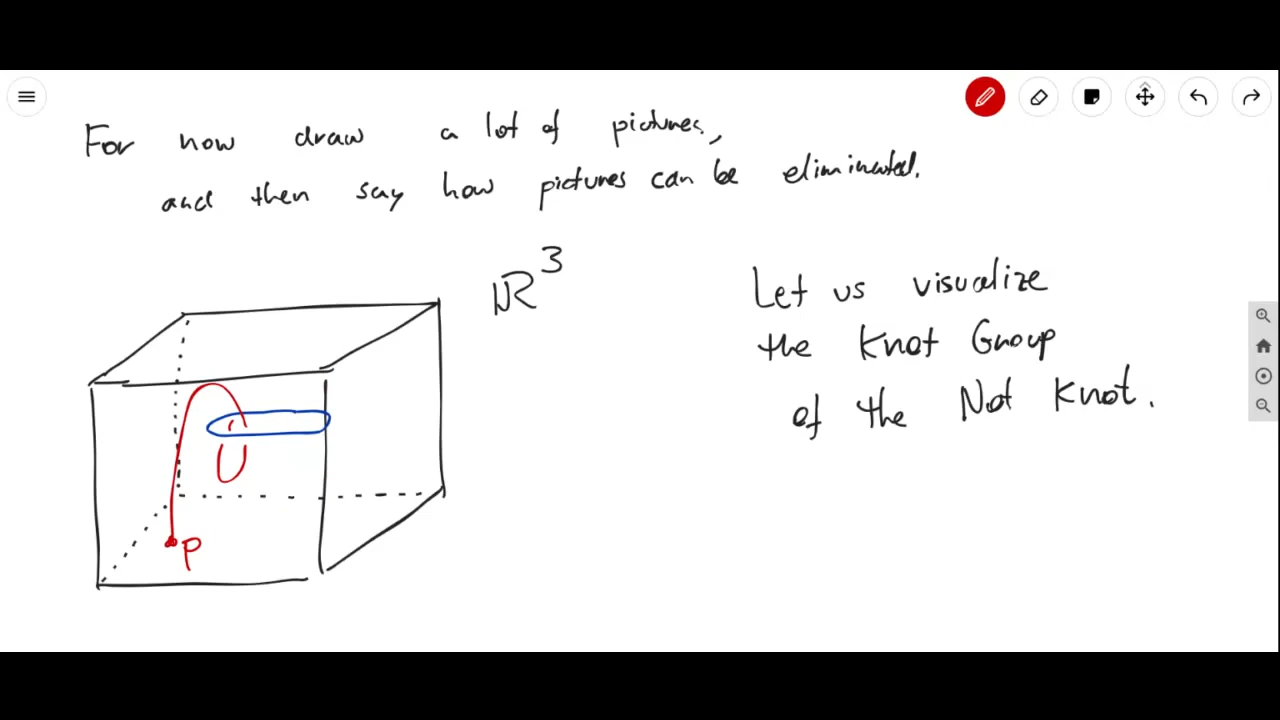 For now draw a lot of pictures,
and then say how pictures can be eliminated.
ℝ³
Let us visualize
the Knot Group
of the Not Knot.
p